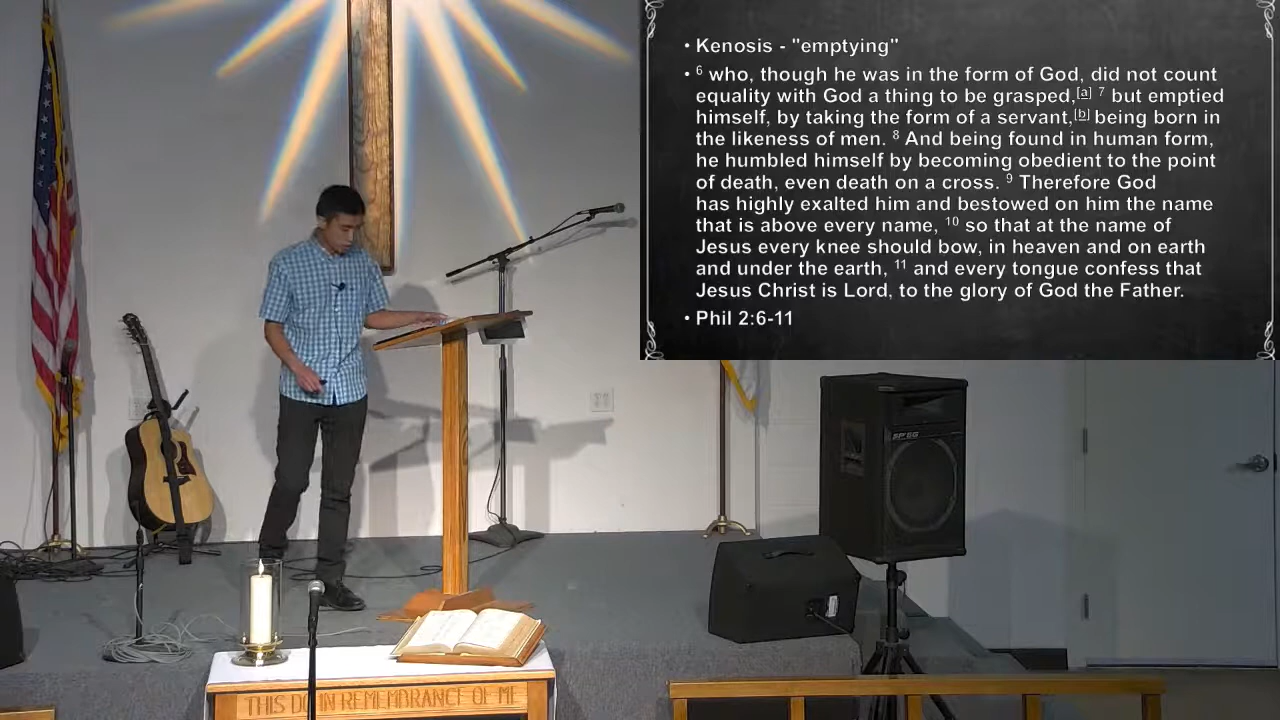 • Kenosis - "emptying"
• 6 who, though he was in the form of God, did not count
equality with God a thing to be grasped,[a] 7 but emptied
himself, by taking the form of a servant,[b] being born in
the likeness of men. 8 And being found in human form,
he humbled himself by becoming obedient to the point
of death, even death on a cross. 9 Therefore God
has highly exalted him and bestowed on him the name
that is above every name, 10 so that at the name of
Jesus every knee should bow, in heaven and on earth
and under the earth, 11 and every tongue confess that
Jesus Christ is Lord, to the glory of God the Father.
• Phil 2:6-11
THIS DO IN REMEMBRANCE OF ME